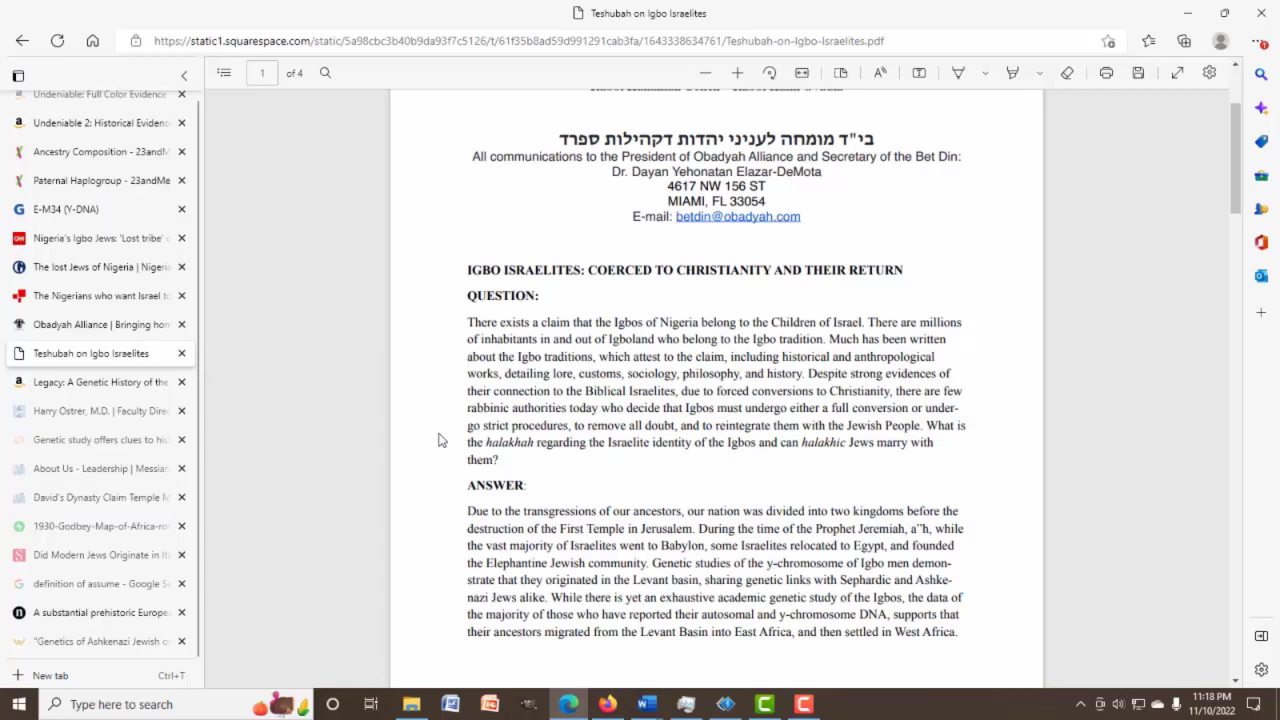 Teshubah on Igbo Israelites
https://static1.squarespace.com/static/5a98cbc3b40b9da93f7c5126/t/61f35b8ad59d991291cab3fa/1643338634761/Teshubah-on-Igbo-Israelites.pdf
1 of 4
Undeniable: Full Color Evidence
Undeniable 2: Historical Evidenc
Ancestry Composition - 23andM
Paternal Haplogroup - 23andMe
E-M34 (Y-DNA)
Nigeria's Igbo Jews: 'Lost tribe' o
The lost Jews of Nigeria | Nigeria
The Nigerians who want Israel to
Obadyah Alliance | Bringing hom
Teshubah on Igbo Israelites
Legacy: A Genetic History of the
Harry Ostrer, M.D. | Faculty Direc
Genetic study offers clues to his
About Us - Leadership | Messian
David's Dynasty Claim Temple M
1930-Godbey-Map-of-Africa-ro
Did Modern Jews Originate in Ita
definition of assume - Google Se
A substantial prehistoric Europea
"Genetics of Ashkenazi Jewish o
New tab Ctrl+T
בי"ד מומחה לעניני יהדות דקהילות ספרד
All communications to the President of Obadyah Alliance and Secretary of the Bet Din:
Dr. Dayan Yehonatan Elazar-DeMota
4617 NW 156 ST
MIAMI, FL 33054
E-mail: betdin@obadyah.com
IGBO ISRAELITES: COERCED TO CHRISTIANITY AND THEIR RETURN
QUESTION:
There exists a claim that the Igbos of Nigeria belong to the Children of Israel. There are millions
of inhabitants in and out of Igboland who belong to the Igbo tradition. Much has been written
about the Igbo traditions, which attest to the claim, including historical and anthropological
works, detailing lore, customs, sociology, philosophy, and history. Despite strong evidences of
their connection to the Biblical Israelites, due to forced conversions to Christianity, there are few
rabbinic authorities today who decide that Igbos must undergo either a full conversion or under-
go strict procedures, to remove all doubt, and to reintegrate them with the Jewish People. What is
the halakhah regarding the Israelite identity of the Igbos and can halakhic Jews marry with
them?
ANSWER:
Due to the transgressions of our ancestors, our nation was divided into two kingdoms before the
destruction of the First Temple in Jerusalem. During the time of the Prophet Jeremiah, a"h, while
the vast majority of Israelites went to Babylon, some Israelites relocated to Egypt, and founded
the Elephantine Jewish community. Genetic studies of the y-chromosome of Igbo men demon-
strate that they originated in the Levant basin, sharing genetic links with Sephardic and Ashke-
nazi Jews alike. While there is yet an exhaustive academic genetic study of the Igbos, the data of
the majority of those who have reported their autosomal and y-chromosome DNA, supports that
their ancestors migrated from the Levant Basin into East Africa, and then settled in West Africa.
Type here to search
11:18 PM
11/10/2022